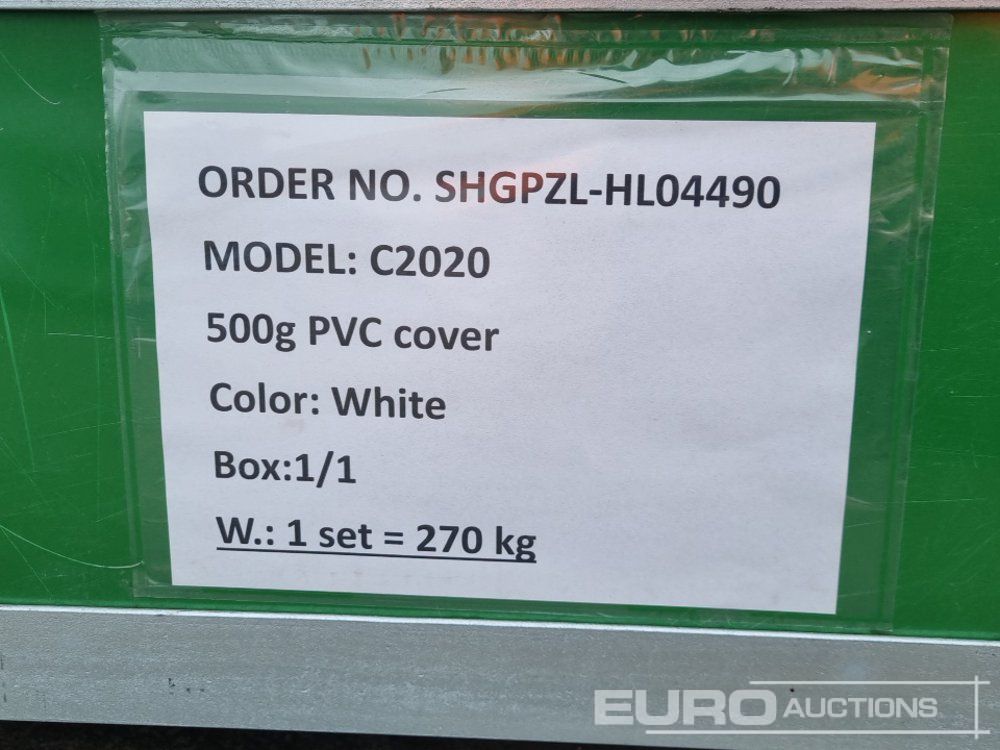 ORDER NO. SHGPZL-HL04490
MODEL: C2020
500g PVC cover
Color: White
Box:1/1
W.: 1 set = 270 kg
EURO AUCTIONS